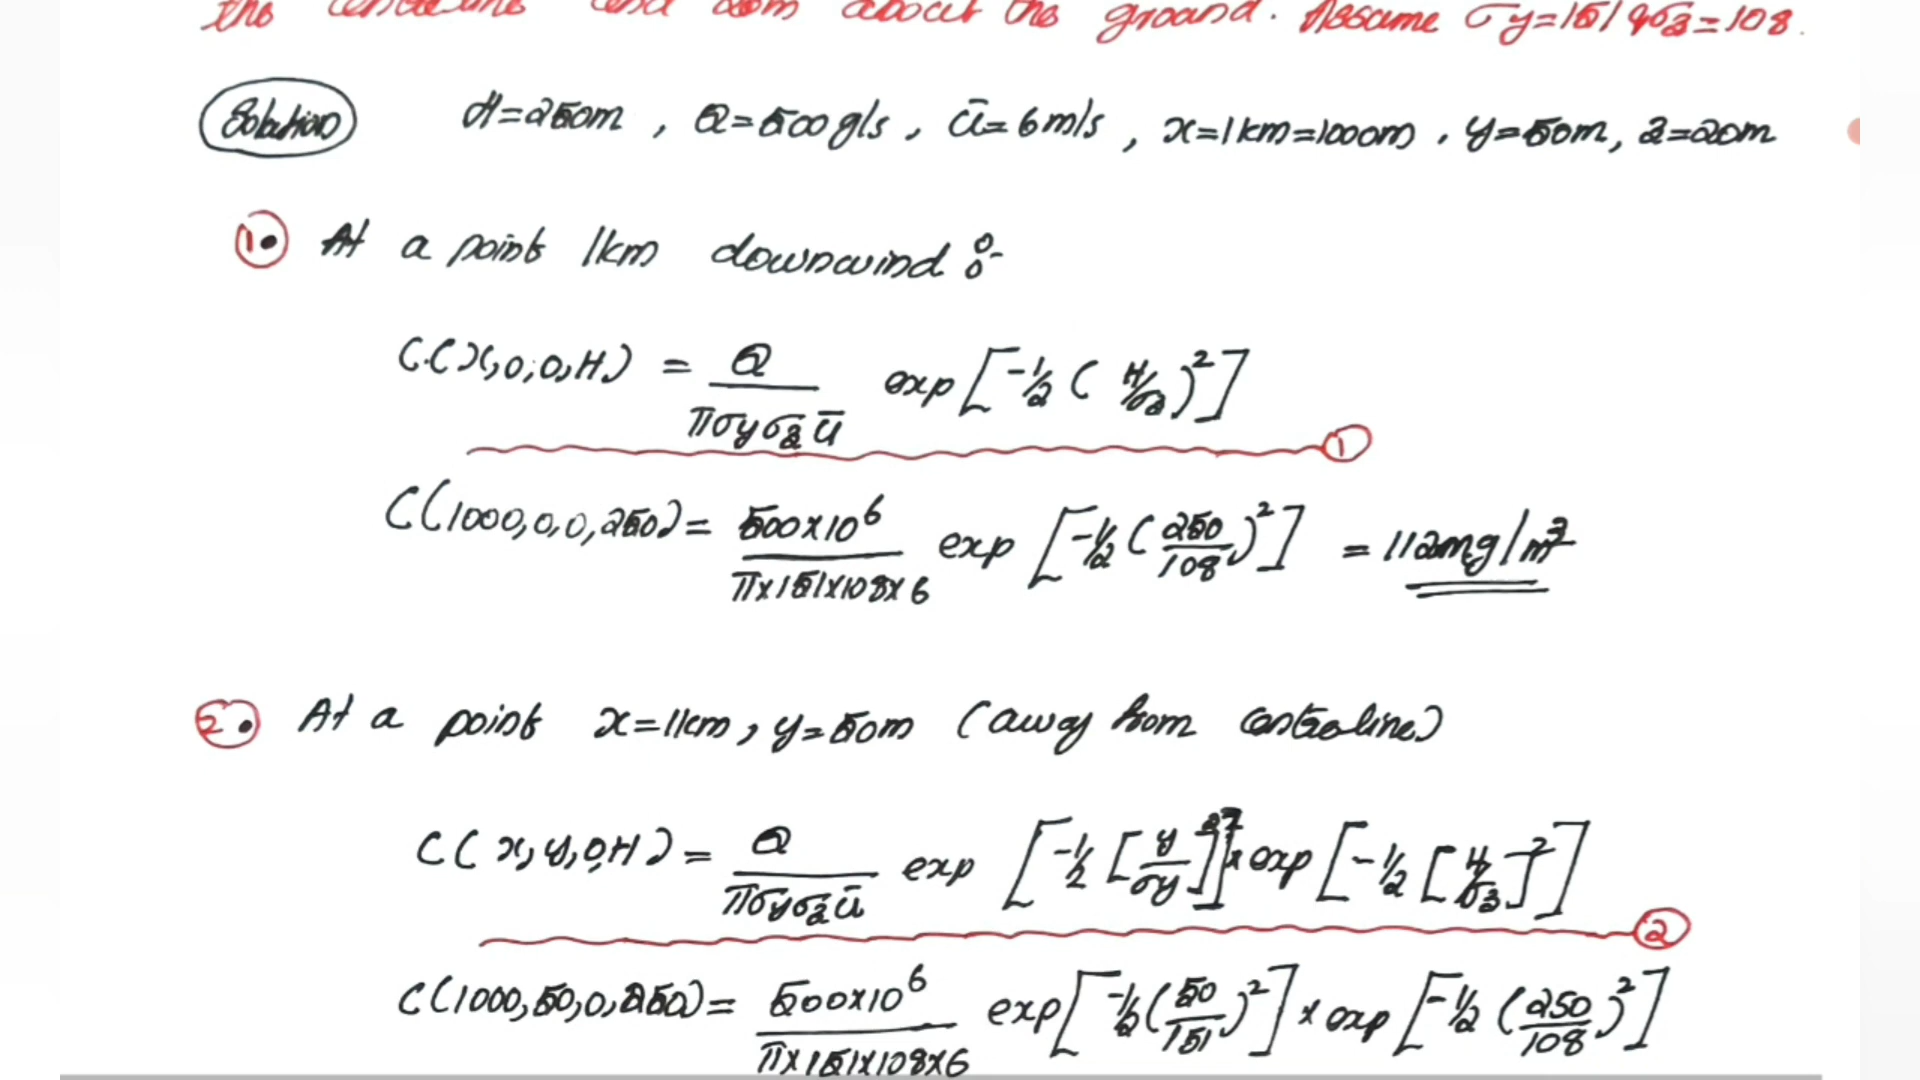 the centreline and 20m about the ground. Assume σy=151 & σz=108.
Solution H=250m, Q=500g/s, ū=6m/s, x=1km=1000m, y=50m, z=20m
1. At a point 1km downwind :-
C(x,0,0,H) = Q/(πσyσzū) exp[-1/2 (H/σz)²]
1
C(1000,0,0,250) = 500×10⁶/(π×151×108×6) exp[-1/2 (250/108)²] = 112mg/m³
2. At a point x=1km, y=50m (away from centreline)
C(x,y,0,H) = Q/(πσyσzū) exp[-1/2 [y/σy]²] × exp[-1/2 [H/σz]²]
2
C(1000,50,0,250) = 500×10⁶/(π×151×108×6) exp[-1/2 (50/151)²] × exp[-1/2 (250/108)²]